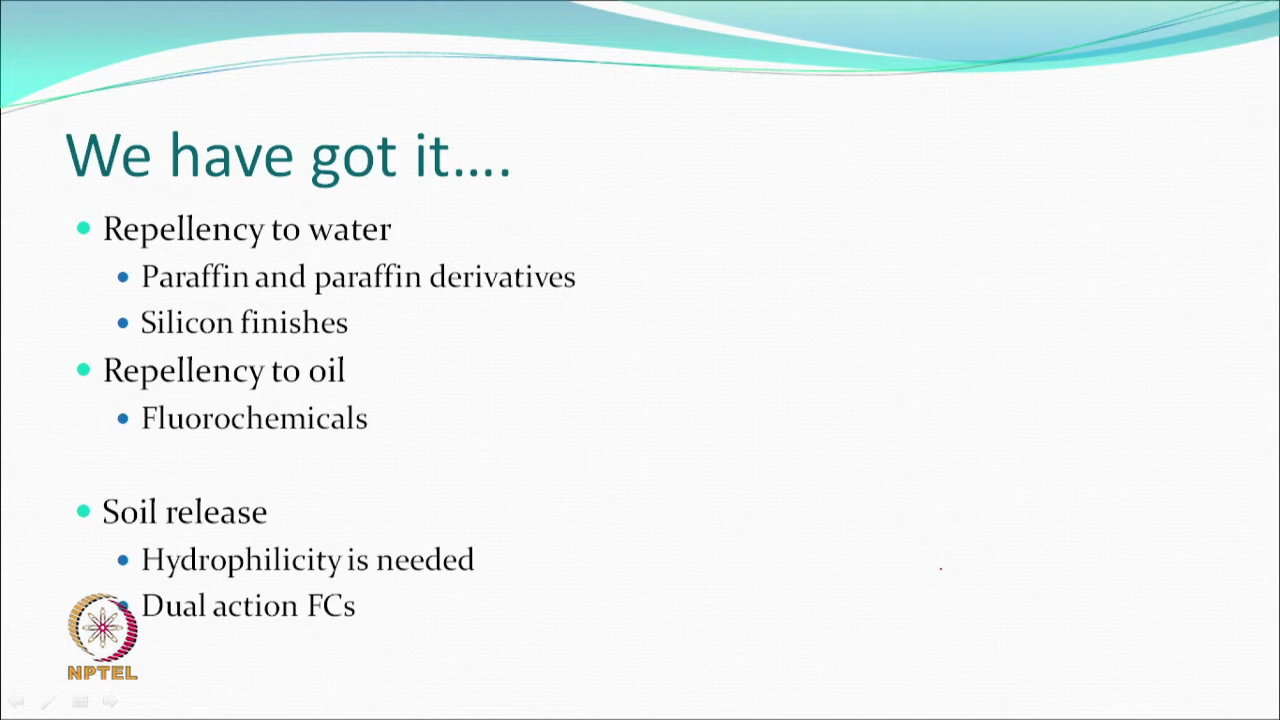 We have got it....
Repellency to water
Paraffin and paraffin derivatives
Silicon finishes
Repellency to oil
Fluorochemicals
Soil release
Hydrophilicity is needed
Dual action FCs
NPTEL